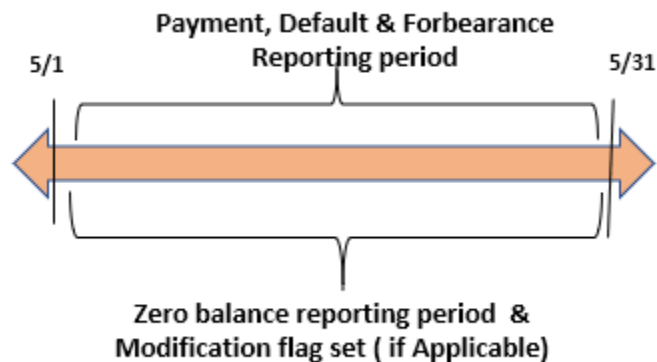 Payment, Default & Forbearance
Reporting period
5/1
5/31
Zero balance reporting period &
Modification flag set ( if Applicable)